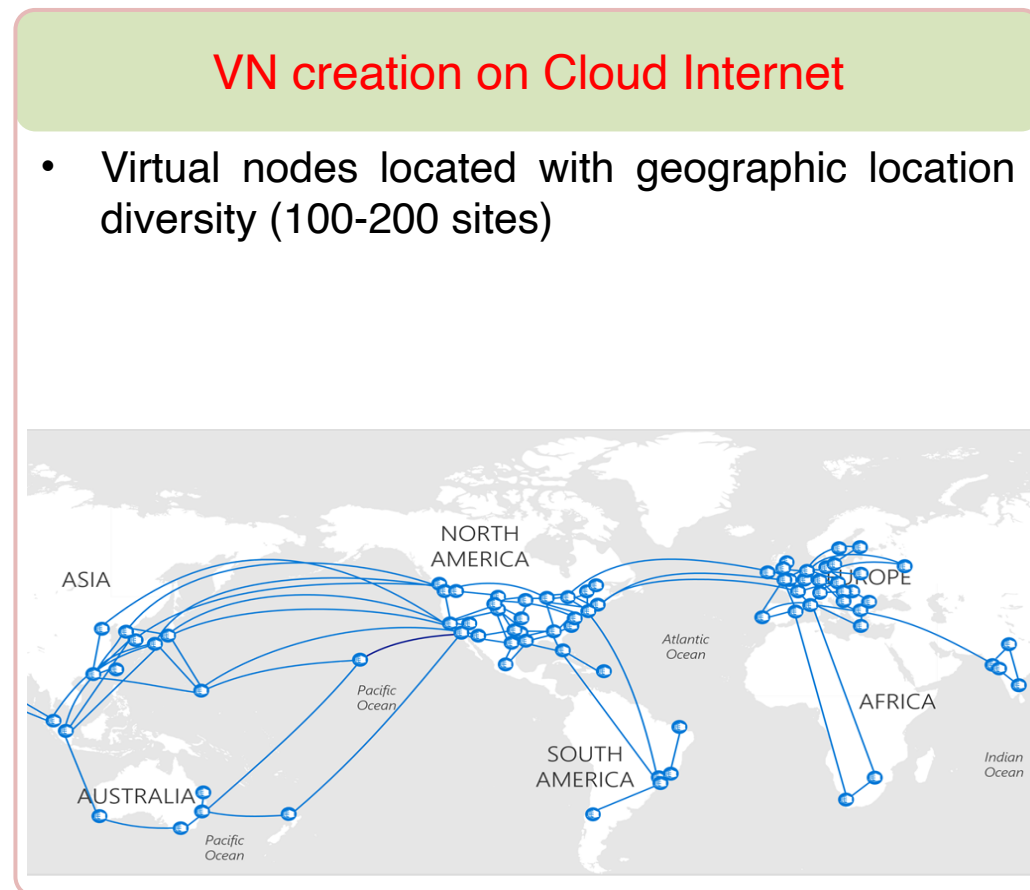 VN creation on Cloud Internet
• Virtual nodes located with geographic location
diversity (100-200 sites)
NORTH
AMERICA
ASIA
EUROPE
Atlantic
Ocean
Pacific
Ocean
AFRICA
SOUTH
AMERICA
Indian
Ocean
AUSTRALIA
Pacific
Ocean